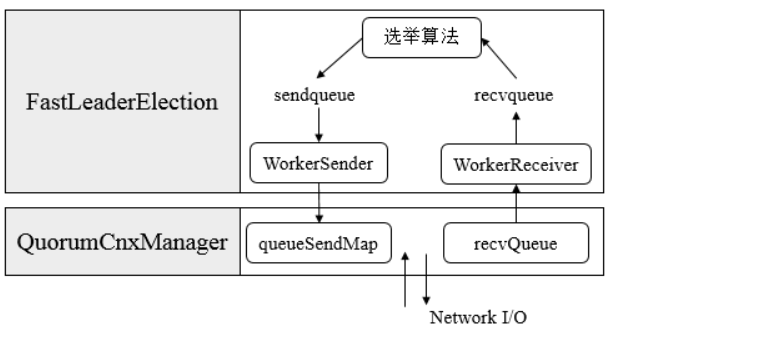 选举算法
FastLeaderElection
sendqueue
recvqueue
WorkerSender
WorkerReceiver
QuorumCnxManager
queueSendMap
recvQueue
Network I/O